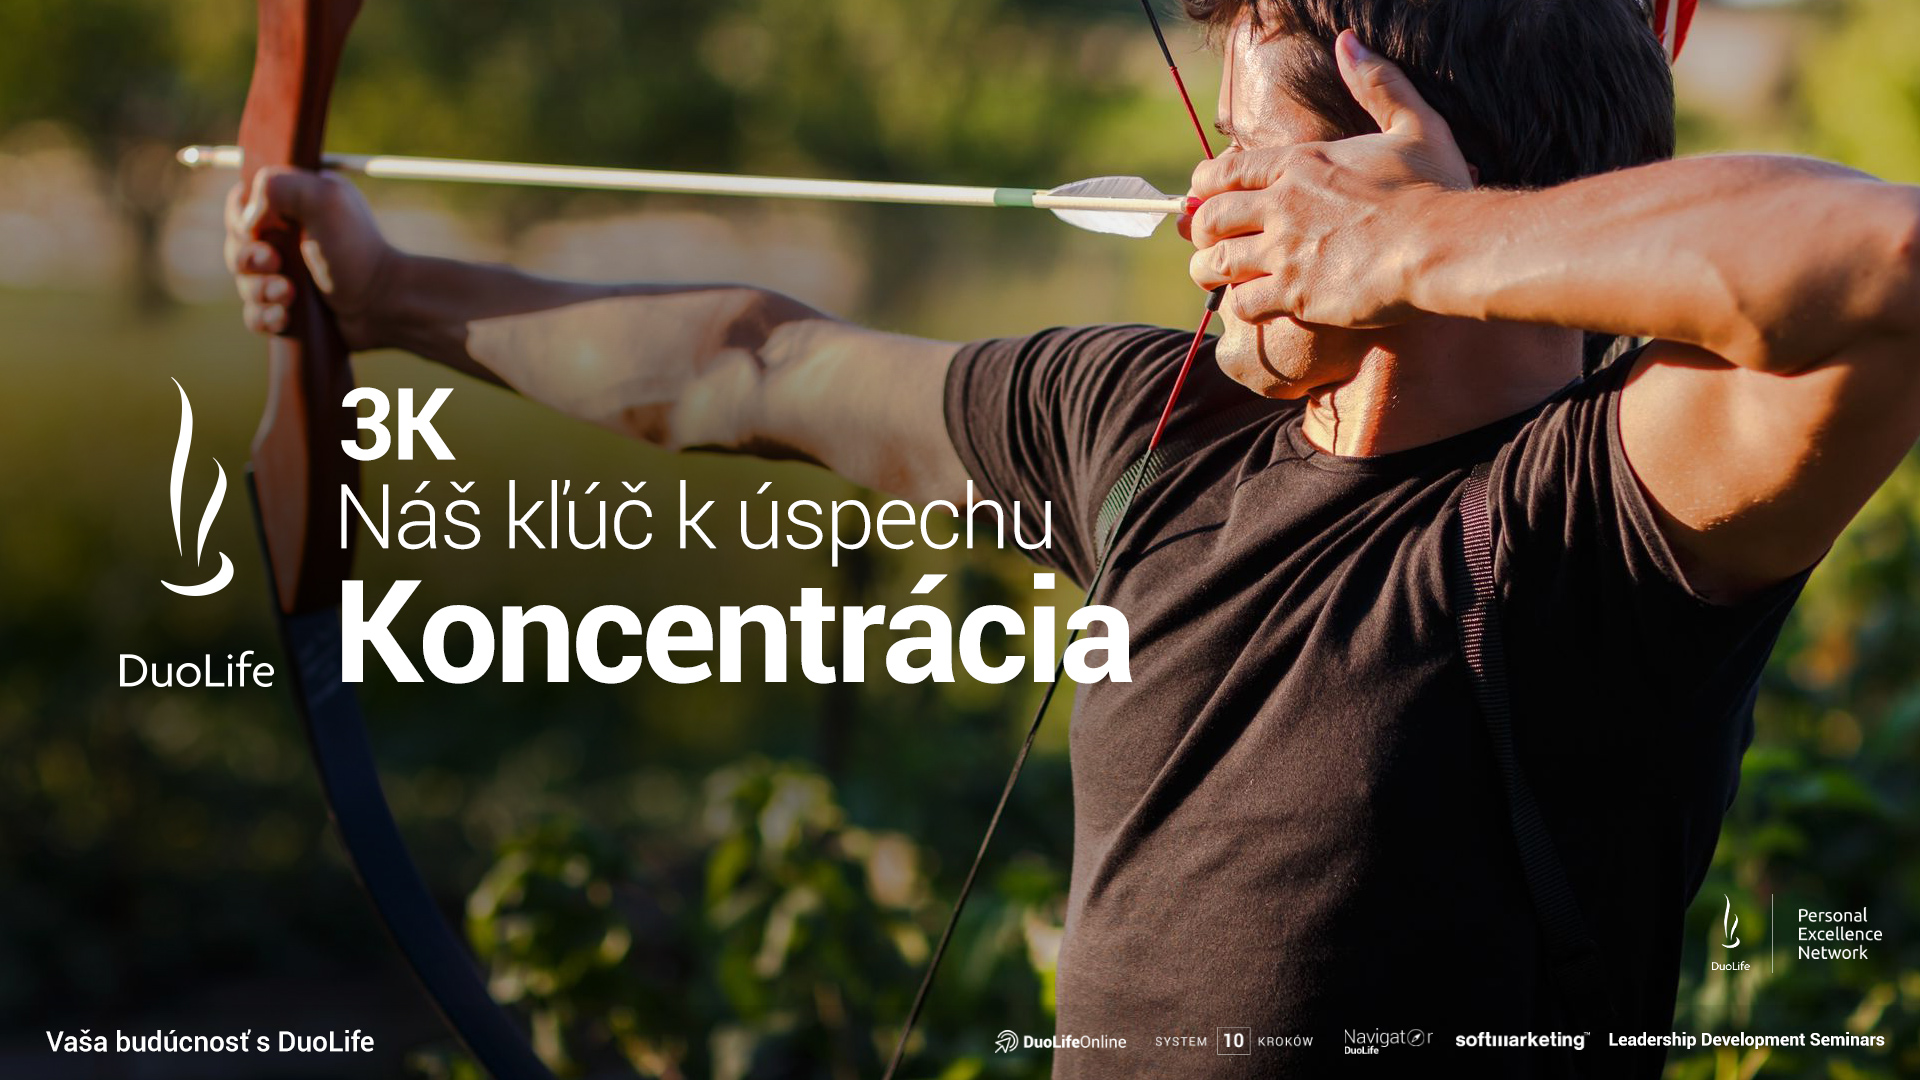 3K
Náš kľúč k úspechu
Koncentrácia
DuoLife
DuoLife
Personal
Excellence
Network
Vaša budúcnosť s DuoLife
DuoLifeOnline
SYSTEM 10 KROKÓW
Navigator
DuoLife
softmarketing™
Leadership Development Seminars